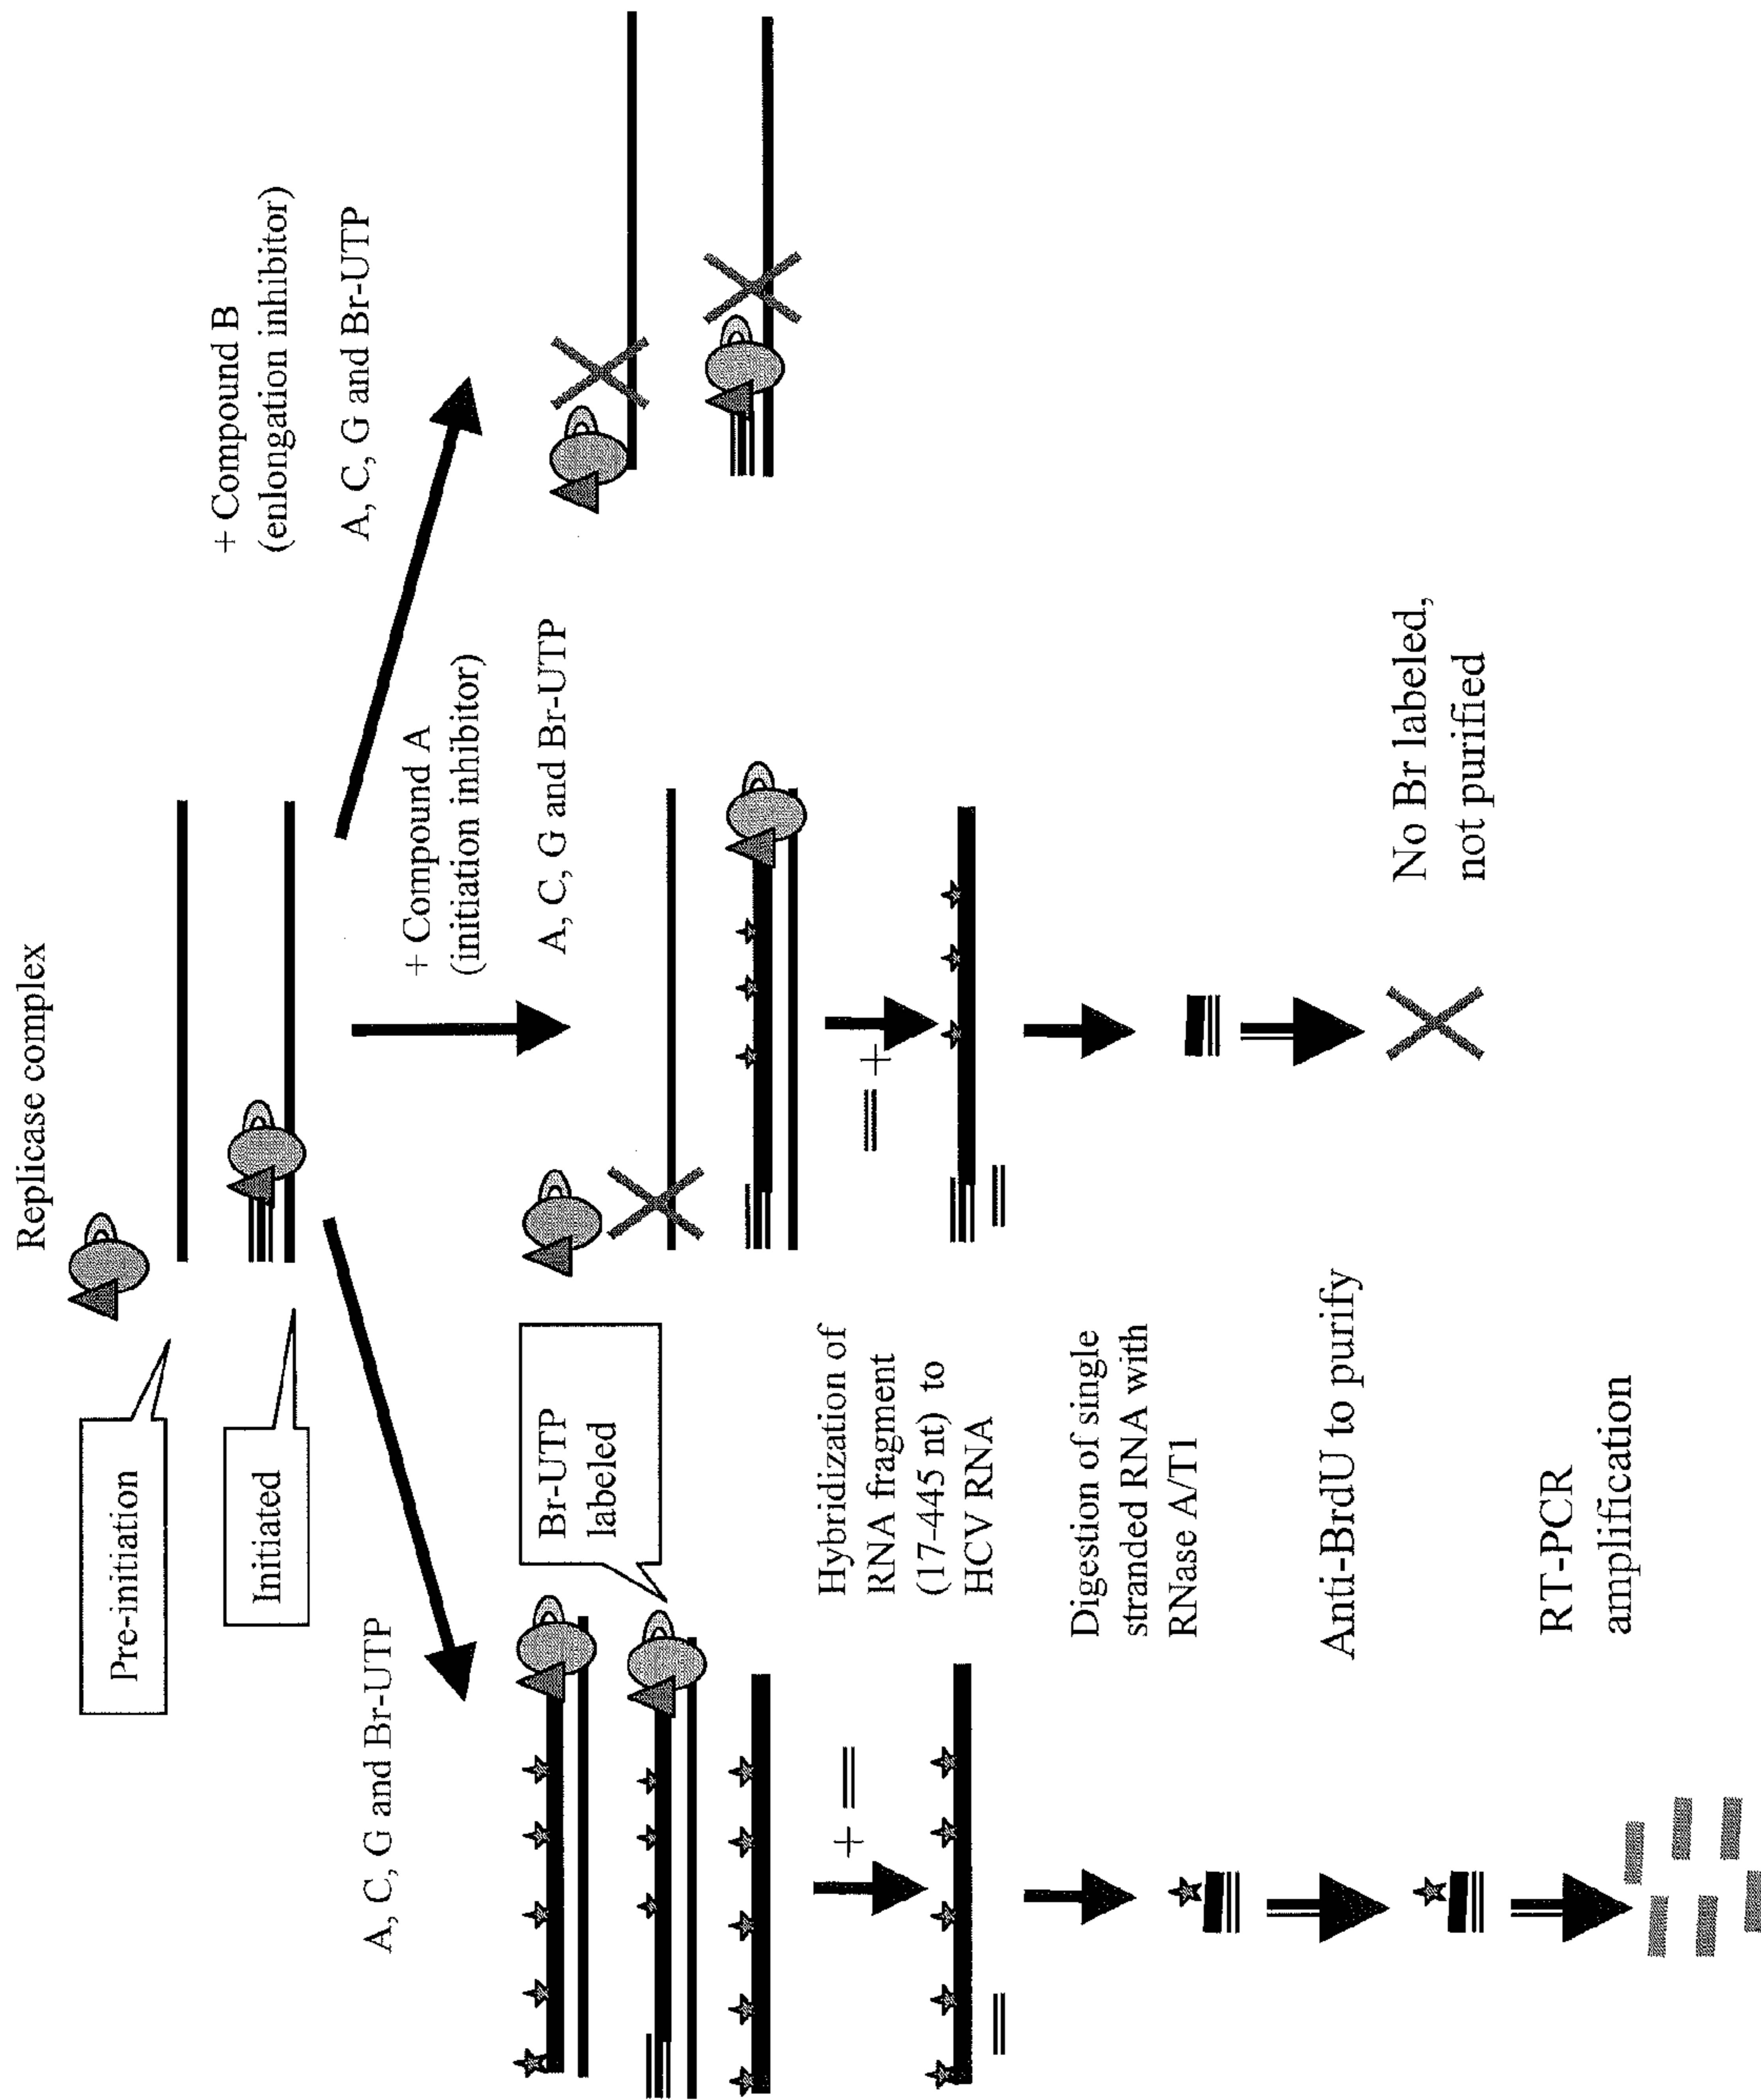 Replicase complex
Pre-initiation
Initiated
A, C, G and Br-UTP
+ Compound A
(initiation inhibitor)
A, C, G and Br-UTP
+ Compound B
(enlongation inhibitor)
A, C, G and Br-UTP
Br-UTP
labeled
Hybridization of
RNA fragment
(17-445 nt) to
HCV RNA
+
+
Digestion of single
stranded RNA with
RNase A/T1
Anti-BrdU to purify
No Br labeled,
not purified
RT-PCR
amplification